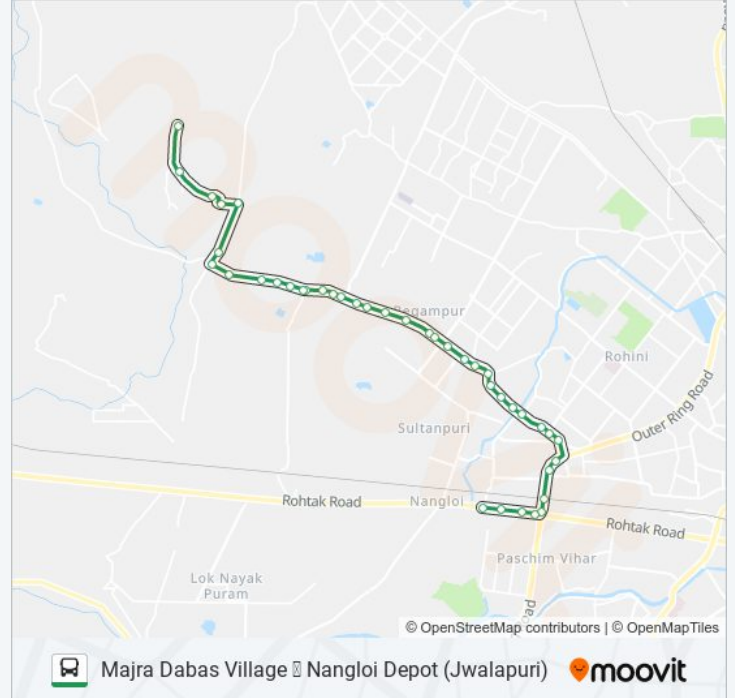 Begampur
Rohini
Outer Ring Road
Sultanpuri
Rohtak Road
Nangloi
Rohtak Road
Paschim Vihar
Lok Nayak
Puram
© OpenStreetMap contributors | © OpenMapTiles
Majra Dabas Village Nangloi Depot (Jwalapuri)
moovit